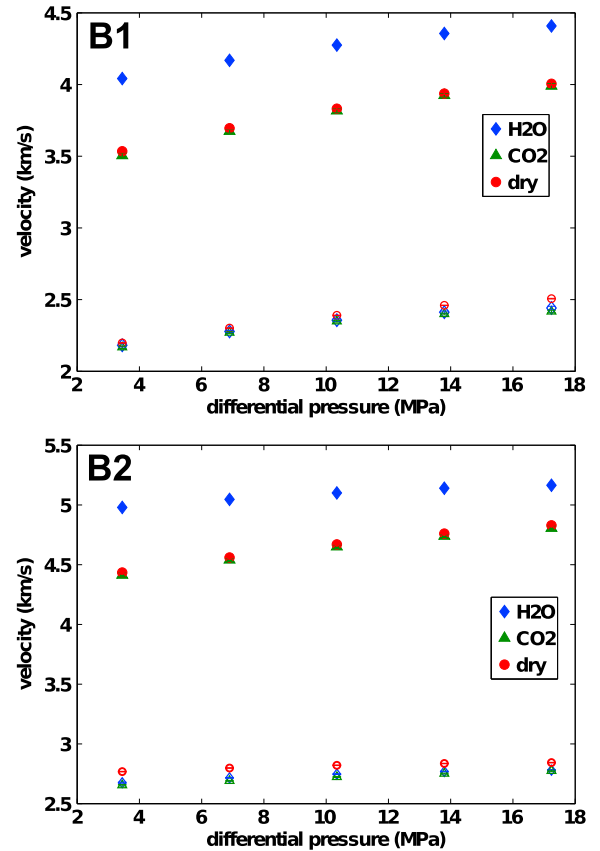 B1
4.5
4
3.5
3
2.5
2
velocity (km/s)
H2O
CO2
dry
2 4 6 8 10 12 14 16 18
differential pressure (MPa)
B2
5.5
5
4.5
4
3.5
3
2.5
velocity (km/s)
H2O
CO2
dry
2 4 6 8 10 12 14 16 18
differential pressure (MPa)